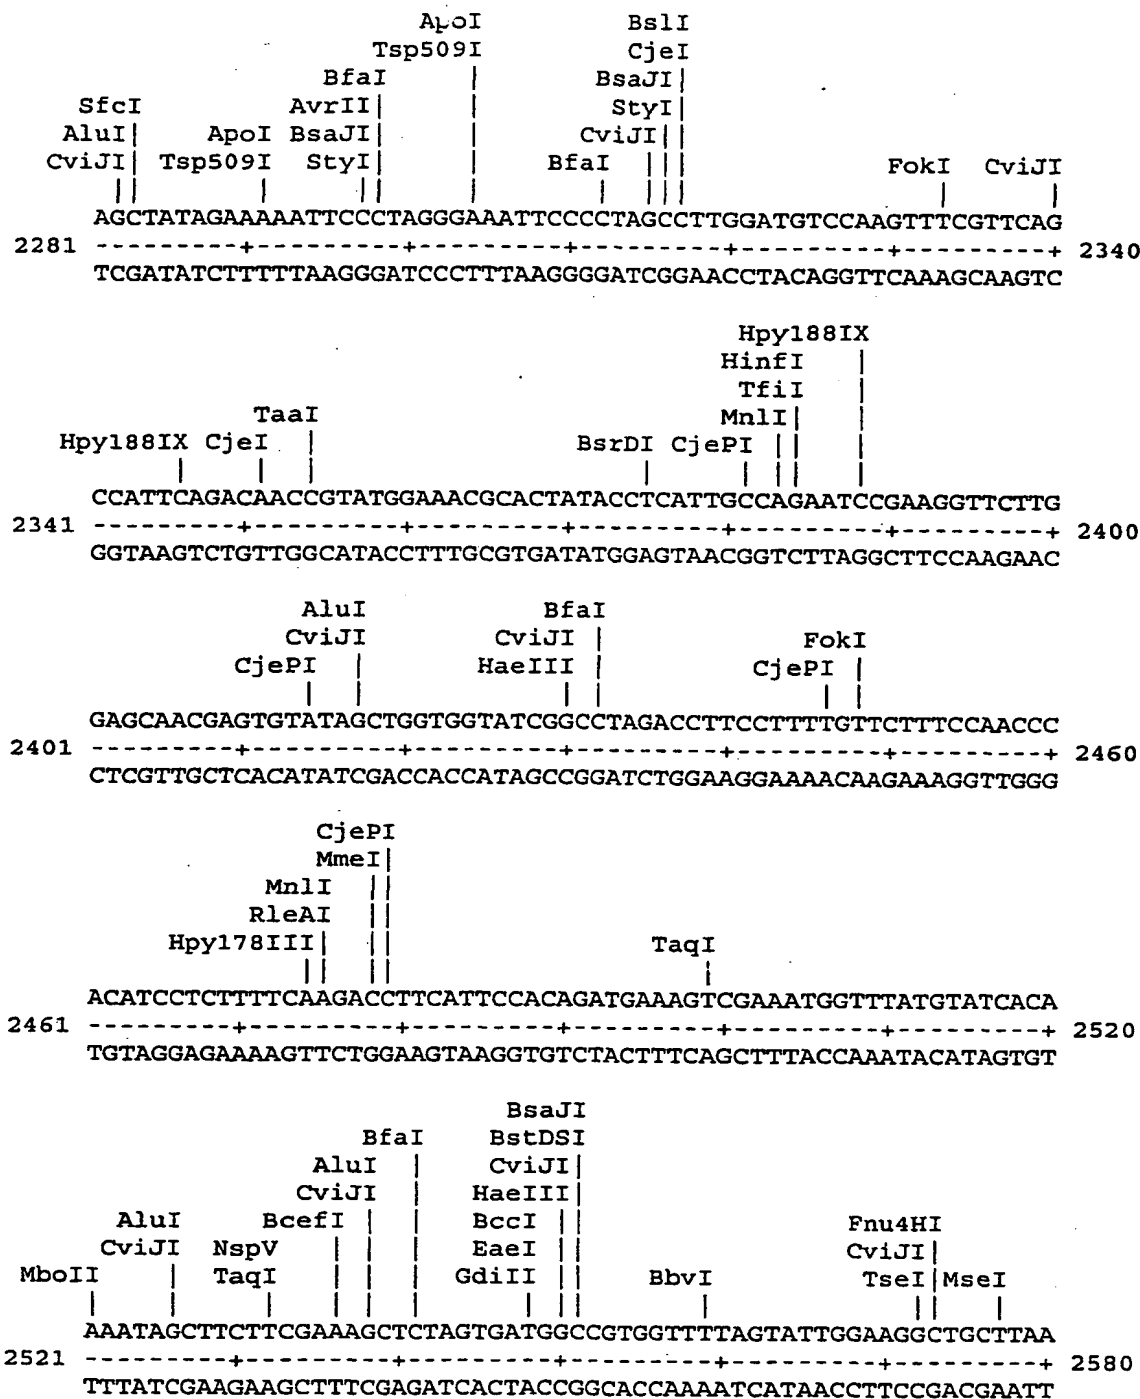 ApoI BslI
Tsp509I CjeI
BfaI BsaJI
SfcI AvrII StyI
AluI ApoI BsaJI CviJI
CviJI Tsp509I StyI BfaI FokI CviJI
AGCTATAGAAAAATTCCCTAGGGAAATTCCCCTAGCCTTGGATGTCCAAGTTTCGTTCAG
2281 ---------+---------+---------+---------+---------+---------+ 2340
TCGATATCTTTTTAAGGGATCCCTTTAAGGGGATCGGAACCTACAGGTTCAAAGCAAGTC
Hpy188IX
HinfI
TfiI
TaaI MnlI
Hpy188IX CjeI BsrDI CjePI
CCATTCAGACAACCGTATGGAAACGCACTATACCTCATTGCCAGAATCCGAAGGTTCTTG
2341 ---------+---------+---------+---------+---------+---------+ 2400
GGTAAGTCTGTTGGCATACCTTTGCGTGATATGGAGTAACGGTCTTAGGCTTCCAAGAAC
AluI BfaI
CviJI CviJI FokI
CjePI HaeIII CjePI
GAGCAACGAGTGTATAGCTGGTGGTATCGGCCTAGACCTTCCTTTTGTTCTTTCCAACCC
2401 ---------+---------+---------+---------+---------+---------+ 2460
CTCGTTGCTCACATATCGACCACCATAGCCGGATCTGGAAGGAAAACAAGAAAGGTTGGG
CjePI
MmeI
MnlI
RleAI
Hpy178III TaqI
ACATCCTCTTTTCAAGACCTTCATTCCACAGATGAAAGTCGAAATGGTTTATGTATCACA
2461 ---------+---------+---------+---------+---------+---------+ 2520
TGTAGGAGAAAAGTTCTGGAAGTAAGGTGTCTACTTTCAGCTTTACCAAATACATAGTGT
BsaJI
BfaI BstDSI
AluI CviJI
CviJI HaeIII
AluI BcefI BccI Fnu4HI
CviJI NspV EaeI CviJI
MboII TaqI GdiII BbvI TseI MseI
AAATAGCTTCTTCGAAAGCTCTAGTGATGGCCGTGGTTTTAGTATTGGAAGGCTGCTTAA
2521 ---------+---------+---------+---------+---------+---------+ 2580
TTTATCGAAGAAGCTTTCGAGATCACTACCGGCACCAAAATCATAACCTTCCGACGAATT